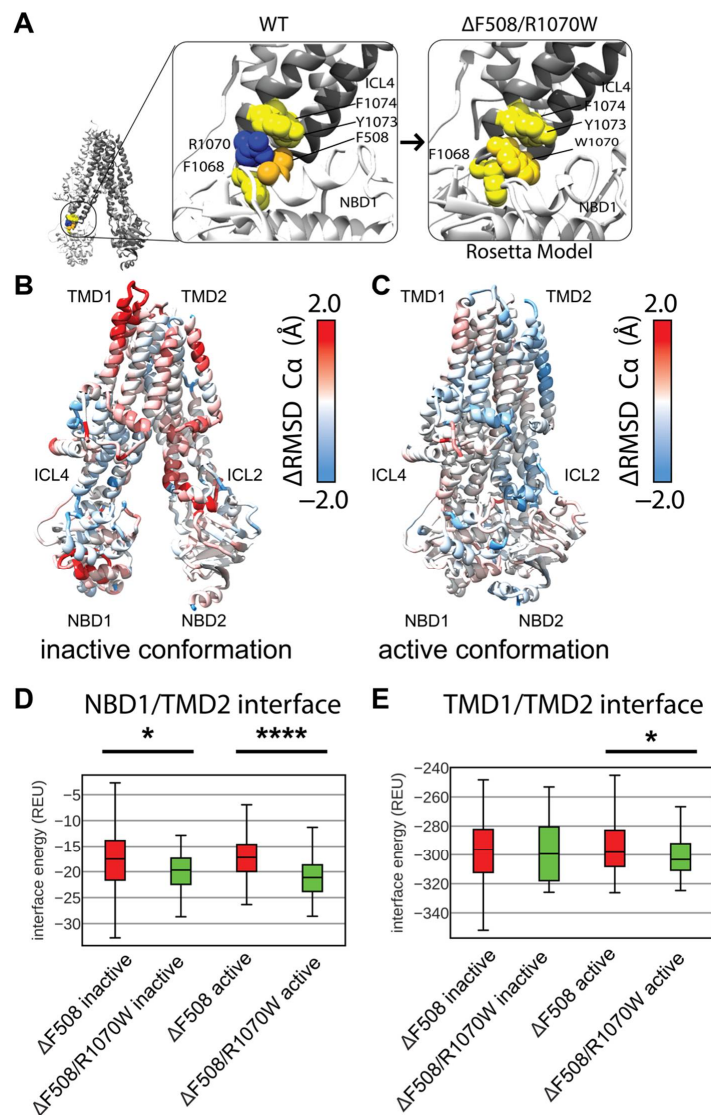 A
WT
ΔF508/R1070W
ICL4
F1074
Y1073
F508
R1070
F1068
NBD1
ICL4
F1074
Y1073
W1070
F1068
NBD1
Rosetta Model
B
TMD1
TMD2
2.0
ΔRMSD Cα (Å)
−2.0
ICL4
ICL2
NBD1
NBD2
inactive conformation
C
TMD1
TMD2
2.0
ΔRMSD Cα (Å)
−2.0
ICL4
ICL2
NBD1
NBD2
active conformation
D
NBD1/TMD2 interface
*
****
interface energy (REU)
−5
−10
−15
−20
−25
−30
ΔF508 inactive
ΔF508/R1070W inactive
ΔF508 active
ΔF508/R1070W active
E
TMD1/TMD2 interface
*
interface energy (REU)
−240
−260
−280
−300
−320
−340
ΔF508 inactive
ΔF508/R1070W inactive
ΔF508 active
ΔF508/R1070W active